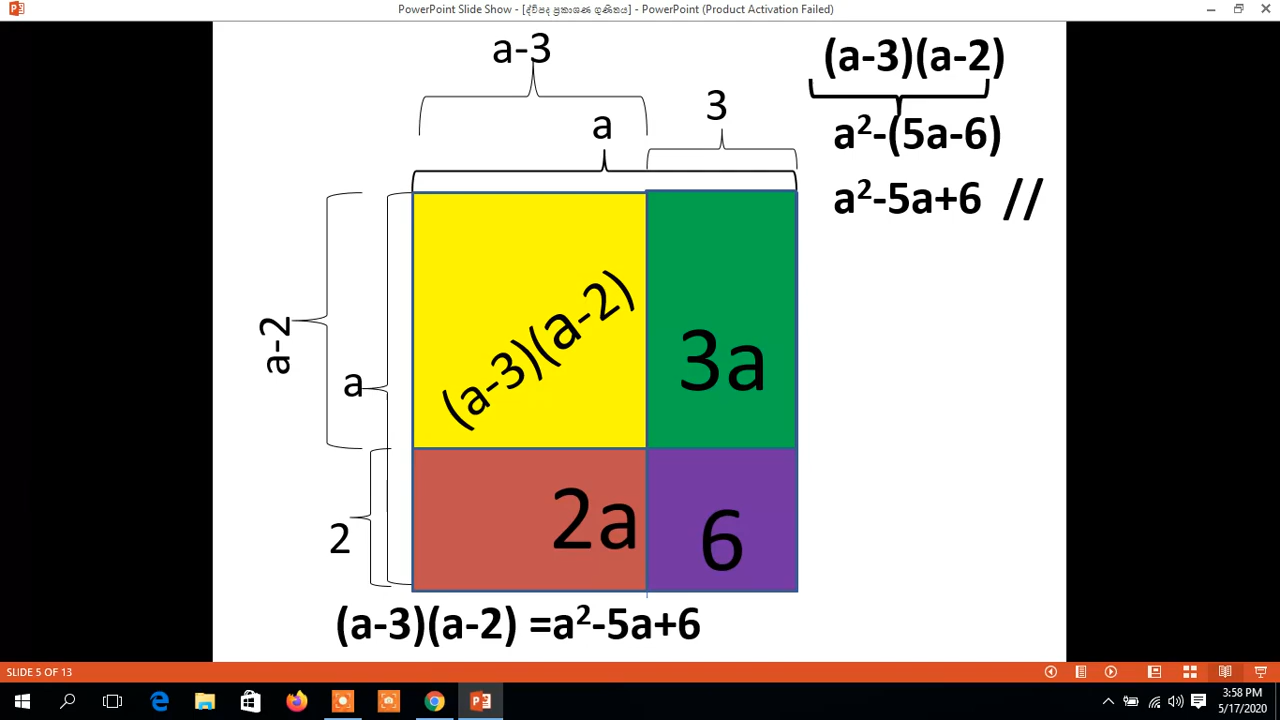 PowerPoint Slide Show - [ද්විපද ප්‍රකාශණ ගුණිතය] - PowerPoint (Product Activation Failed)
a-3
(a-3)(a-2)
3
a
a²-(5a-6)
a²-5a+6 //
(a-3)(a-2)
a-2
3a
a
2a
6
2
(a-3)(a-2) =a²-5a+6
SLIDE 5 OF 13
3:58 PM
5/17/2020